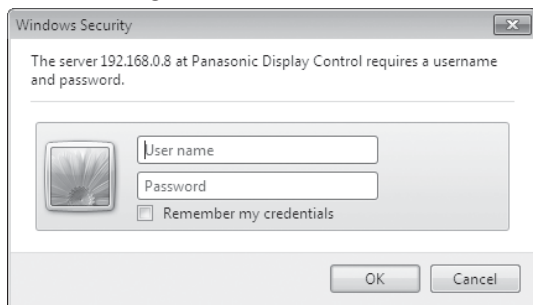 Windows Security
The server 192.168.0.8 at Panasonic Display Control requires a username
and password.
User name
Password
Remember my credentials
OK
Cancel